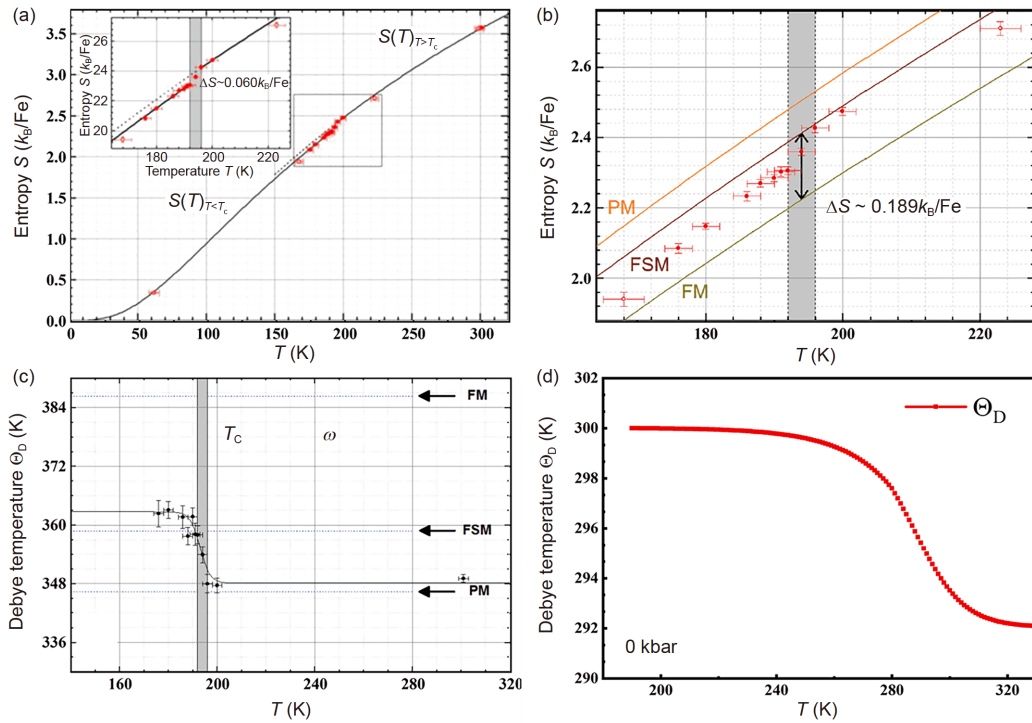 (a)
Entropy S (kB/Fe)
3.5
3.0
2.5
2.0
1.5
1.0
0.5
0.0
0
50
100
150
200
250
300
T (K)
S(T)T>Tc
S(T)T<Tc
Entropy S (kB/Fe)
26
24
22
20
180
200
220
Temperature T (K)
ΔS~0.060kB/Fe
(b)
Entropy S (kB/Fe)
2.6
2.4
2.2
2.0
180
200
220
T (K)
PM
FSM
FM
ΔS ~ 0.189kB/Fe
(c)
Debye temperature ΘD (K)
384
372
360
348
336
160
200
240
280
320
T (K)
TC
ω
FM
FSM
PM
(d)
Debye temperature ΘD (K)
302
300
298
296
294
292
200
240
280
320
T (K)
ΘD
0 kbar